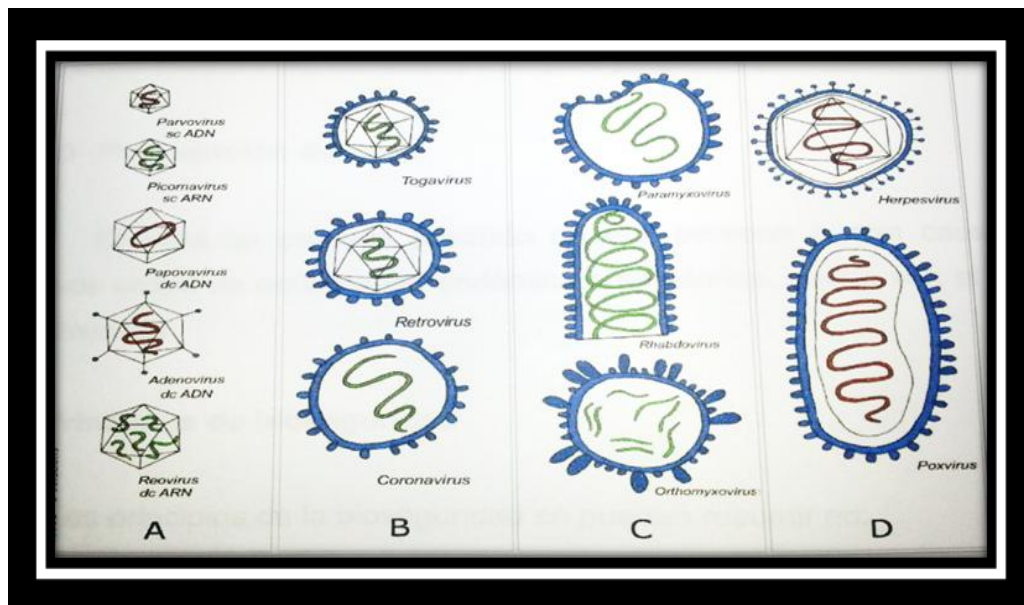 Parvovirus
sc ADN
Picornavirus
sc ARN
Papovavirus
dc ADN
Adenovirus
dc ADN
Reovirus
dc ARN
A
Togavirus
Retrovirus
Coronavirus
B
Paramyxovirus
Rhabdovirus
Orthomyxovirus
C
Herpesvirus
Poxvirus
D